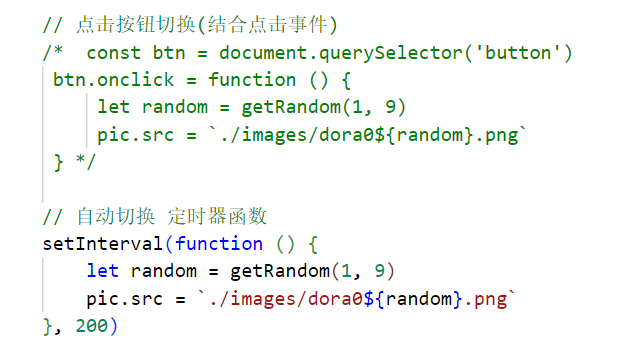 // 点击按钮切换(结合点击事件)
/*  const btn = document.querySelector('button')
btn.onclick = function () {
let random = getRandom(1, 9)
pic.src = `./images/dora0${random}.png`
} */
// 自动切换 定时器函数
setInterval(function () {
let random = getRandom(1, 9)
pic.src = `./images/dora0${random}.png`
}, 200)